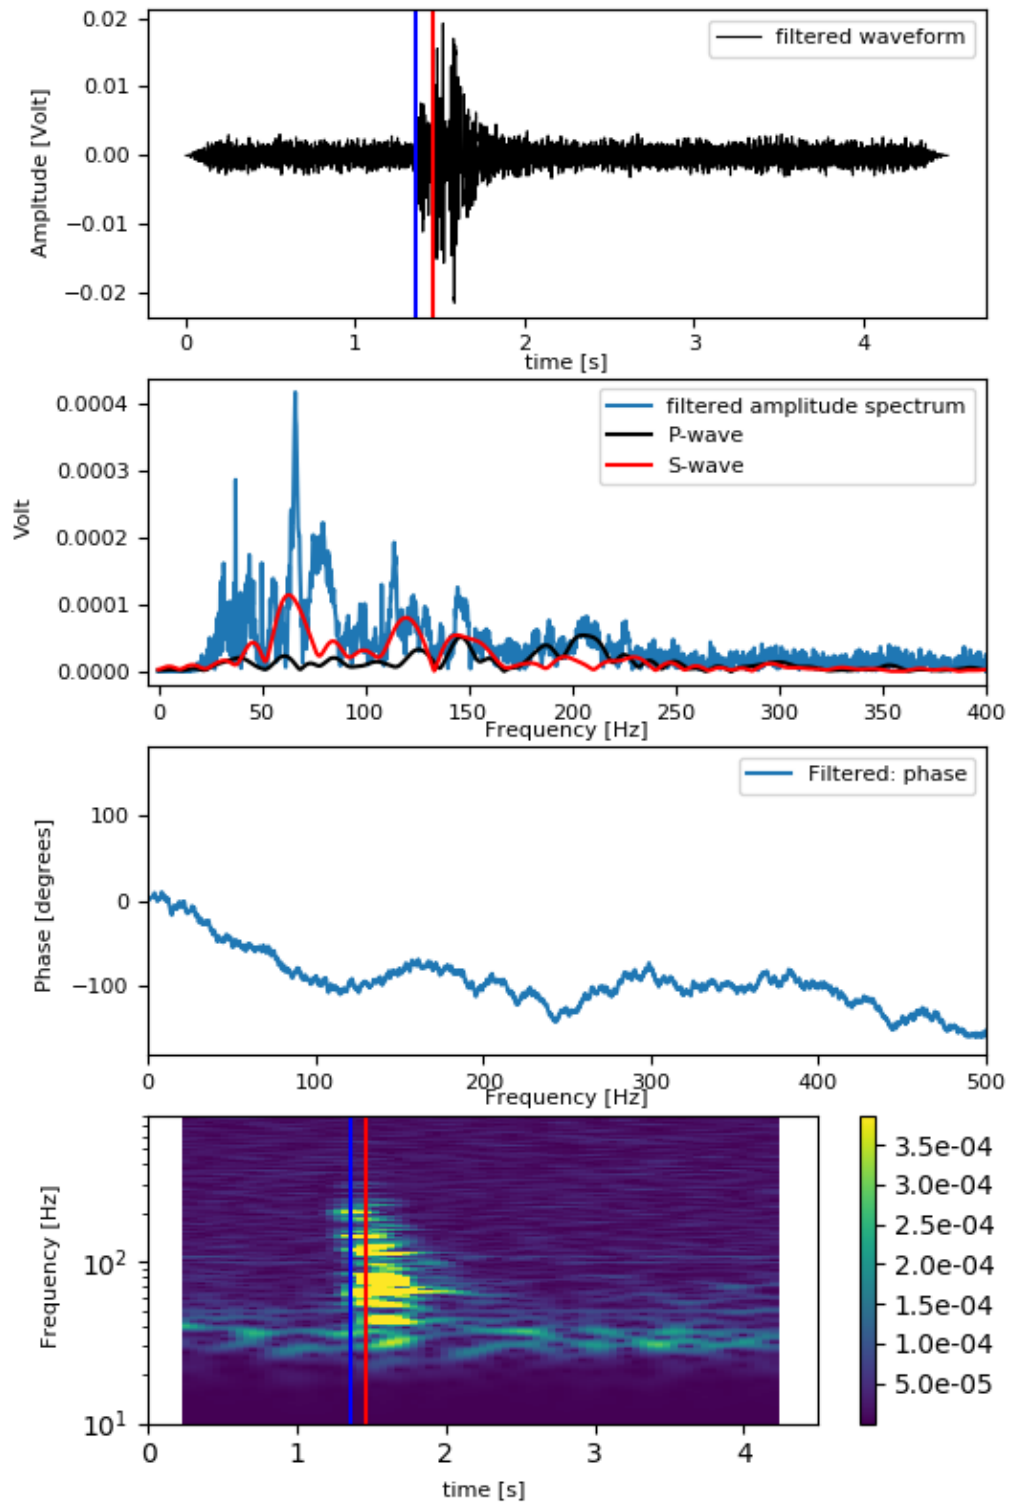 0.02
0.01
0.00
−0.01
−0.02
Ampltude [Volt]
filtered waveform
0 1 2 3 4
time [s]
0.0004
0.0003
0.0002
0.0001
0.0000
Volt
filtered amplitude spectrum
P-wave
S-wave
0 50 100 150 200 250 300 350 400
Frequency [Hz]
100
0
−100
Phase [degrees]
Filtered: phase
0 100 200 300 400 500
Frequency [Hz]
10²
10¹
Frequency [Hz]
0 1 2 3 4
time [s]
3.5e-04
3.0e-04
2.5e-04
2.0e-04
1.5e-04
1.0e-04
5.0e-05